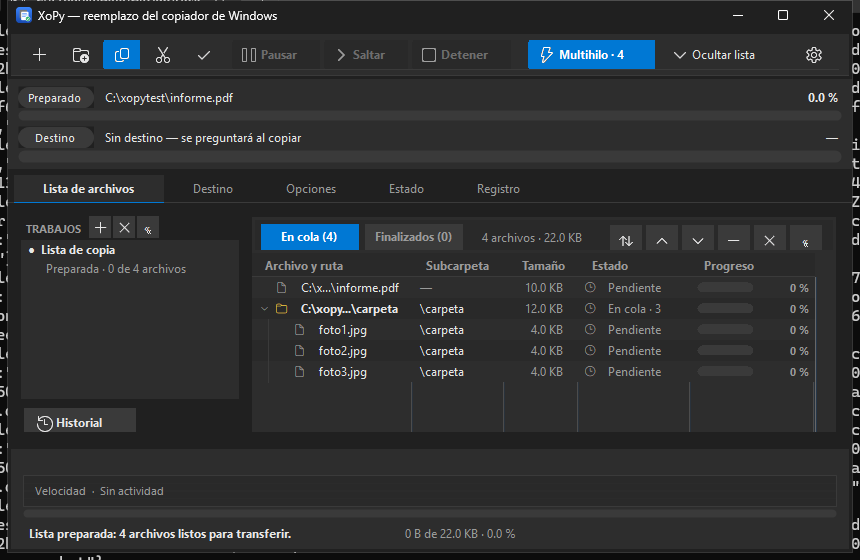 XoPy — reemplazo del copiador de Windows
Pausar Saltar Detener Multihilo · 4 Ocultar lista
Preparado C:\xopytest\informe.pdf 0.0 %
Destino Sin destino — se preguntará al copiar —
Lista de archivos Destino Opciones Estado Registro
TRABAJOS
Lista de copia
Preparada · 0 de 4 archivos
Historial
En cola (4) Finalizados (0) 4 archivos · 22.0 KB
Archivo y ruta Subcarpeta Tamaño Estado Progreso
C:\x...\informe.pdf — 10.0 KB Pendiente 0 %
C:\xopy...\carpeta \carpeta 12.0 KB En cola · 3 0 %
foto1.jpg \carpeta 4.0 KB Pendiente 0 %
foto2.jpg \carpeta 4.0 KB Pendiente 0 %
foto3.jpg \carpeta 4.0 KB Pendiente 0 %
Velocidad · Sin actividad
Lista preparada: 4 archivos listos para transferir. 0 B de 22.0 KB · 0.0 %